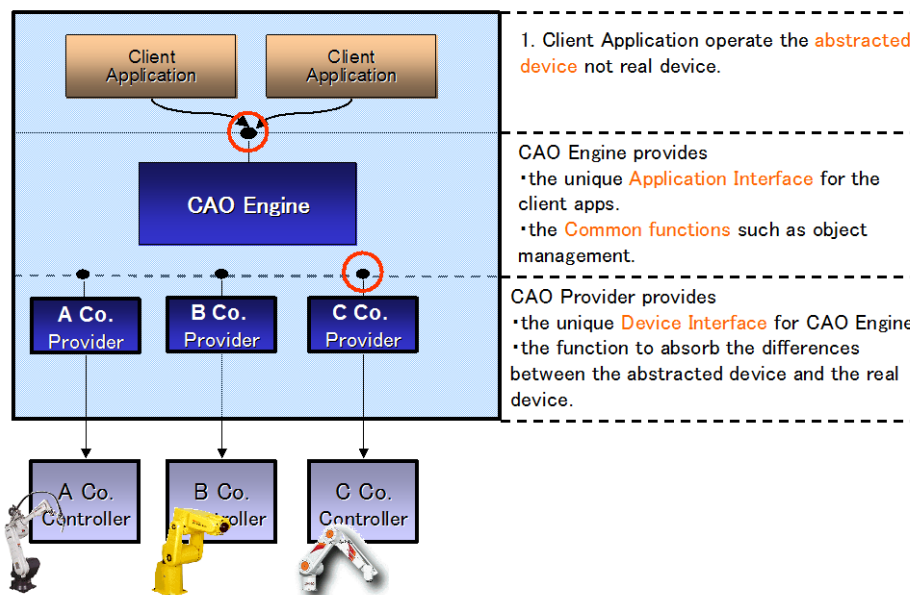 Client
Application
Client
Application
1. Client Application operate the abstracted
device not real device.
CAO Engine
CAO Engine provides
・the unique Application Interface for the
client apps.
・the Common functions such as object
management.
A Co.
Provider
B Co.
Provider
C Co.
Provider
CAO Provider provides
・the unique Device Interface for CAO Engine
・the function to absorb the differences
between the abstracted device and the real
device.
A Co.
Controller
B Co.
ntroller
C Co.
Controller